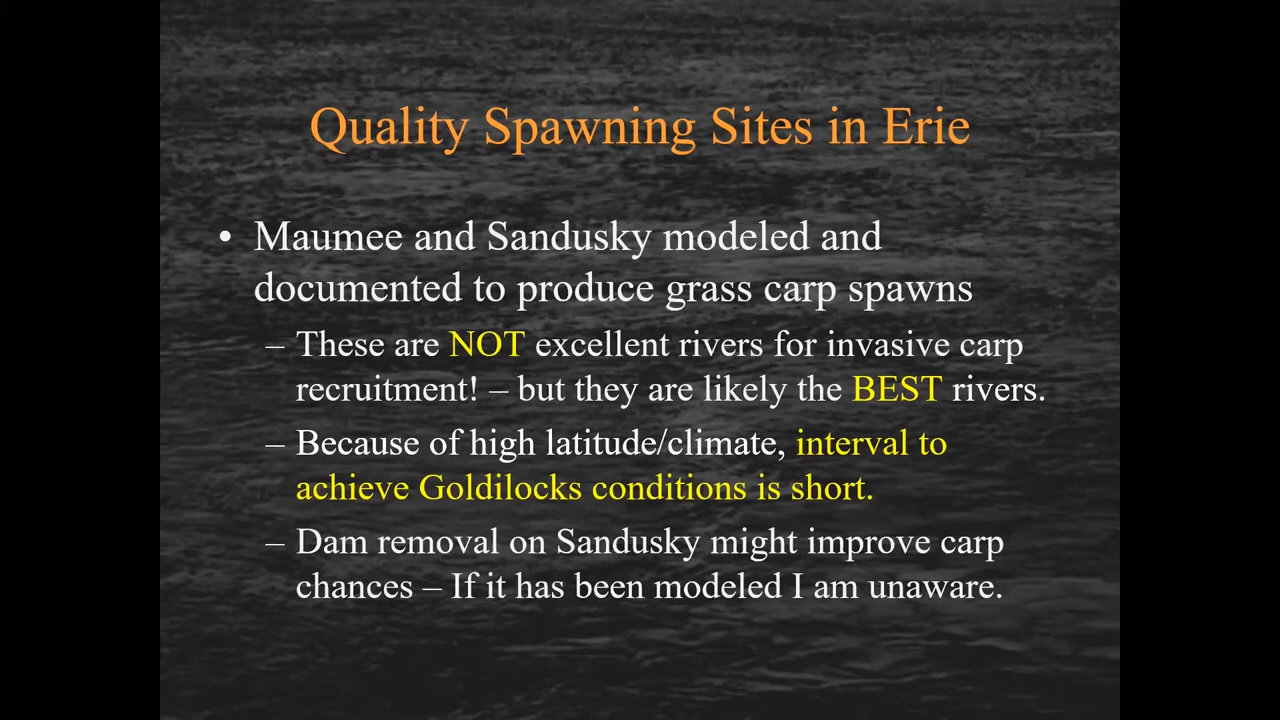 Quality Spawning Sites in Erie
• Maumee and Sandusky modeled and
documented to produce grass carp spawns
– These are NOT excellent rivers for invasive carp
recruitment! – but they are likely the BEST rivers.
– Because of high latitude/climate, interval to
achieve Goldilocks conditions is short.
– Dam removal on Sandusky might improve carp
chances – If it has been modeled I am unaware.